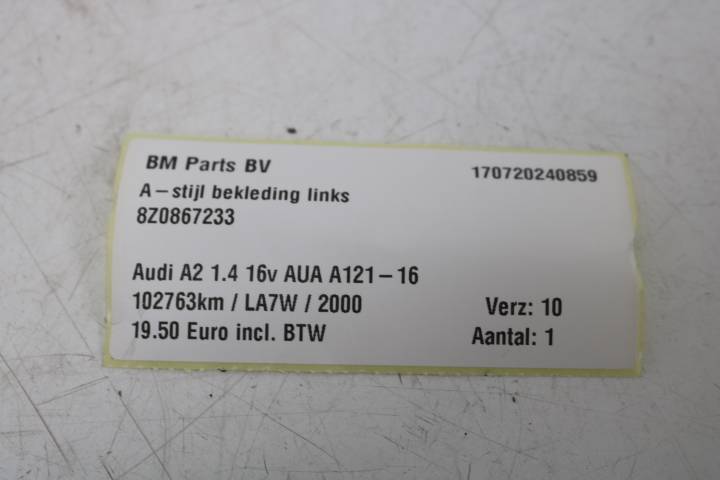 BM Parts BV 170720240859
A-stijl bekleding links
8Z0867233
Audi A2 1.4 16v AUA A121-16
102763km / LA7W / 2000 Verz: 10
19.50 Euro incl. BTW Aantal: 1